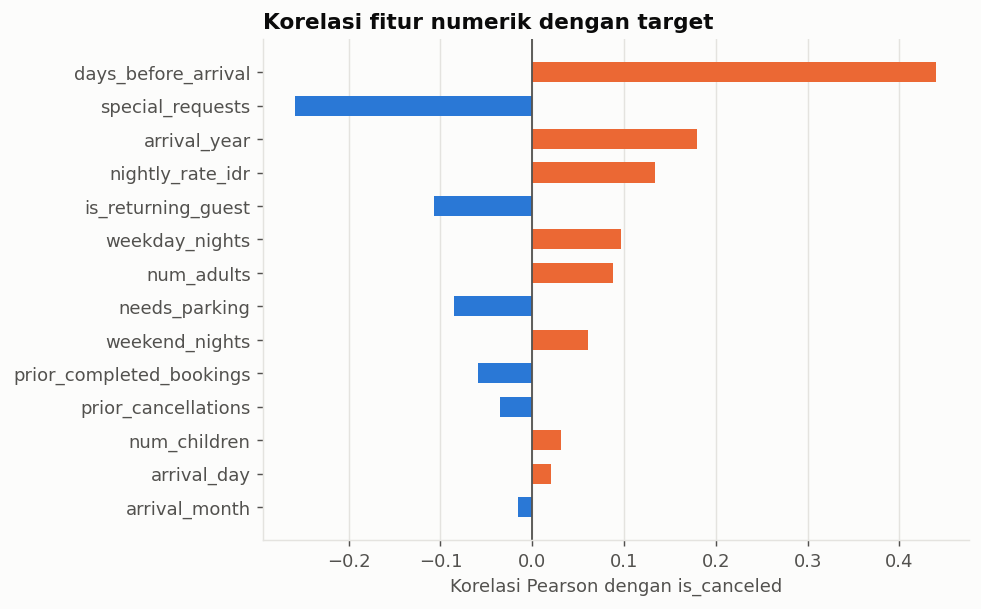 Korelasi fitur numerik dengan target
days_before_arrival
special_requests
arrival_year
nightly_rate_idr
is_returning_guest
weekday_nights
num_adults
needs_parking
weekend_nights
prior_completed_bookings
prior_cancellations
num_children
arrival_day
arrival_month
−0.2 −0.1 0.0 0.1 0.2 0.3 0.4
Korelasi Pearson dengan is_canceled